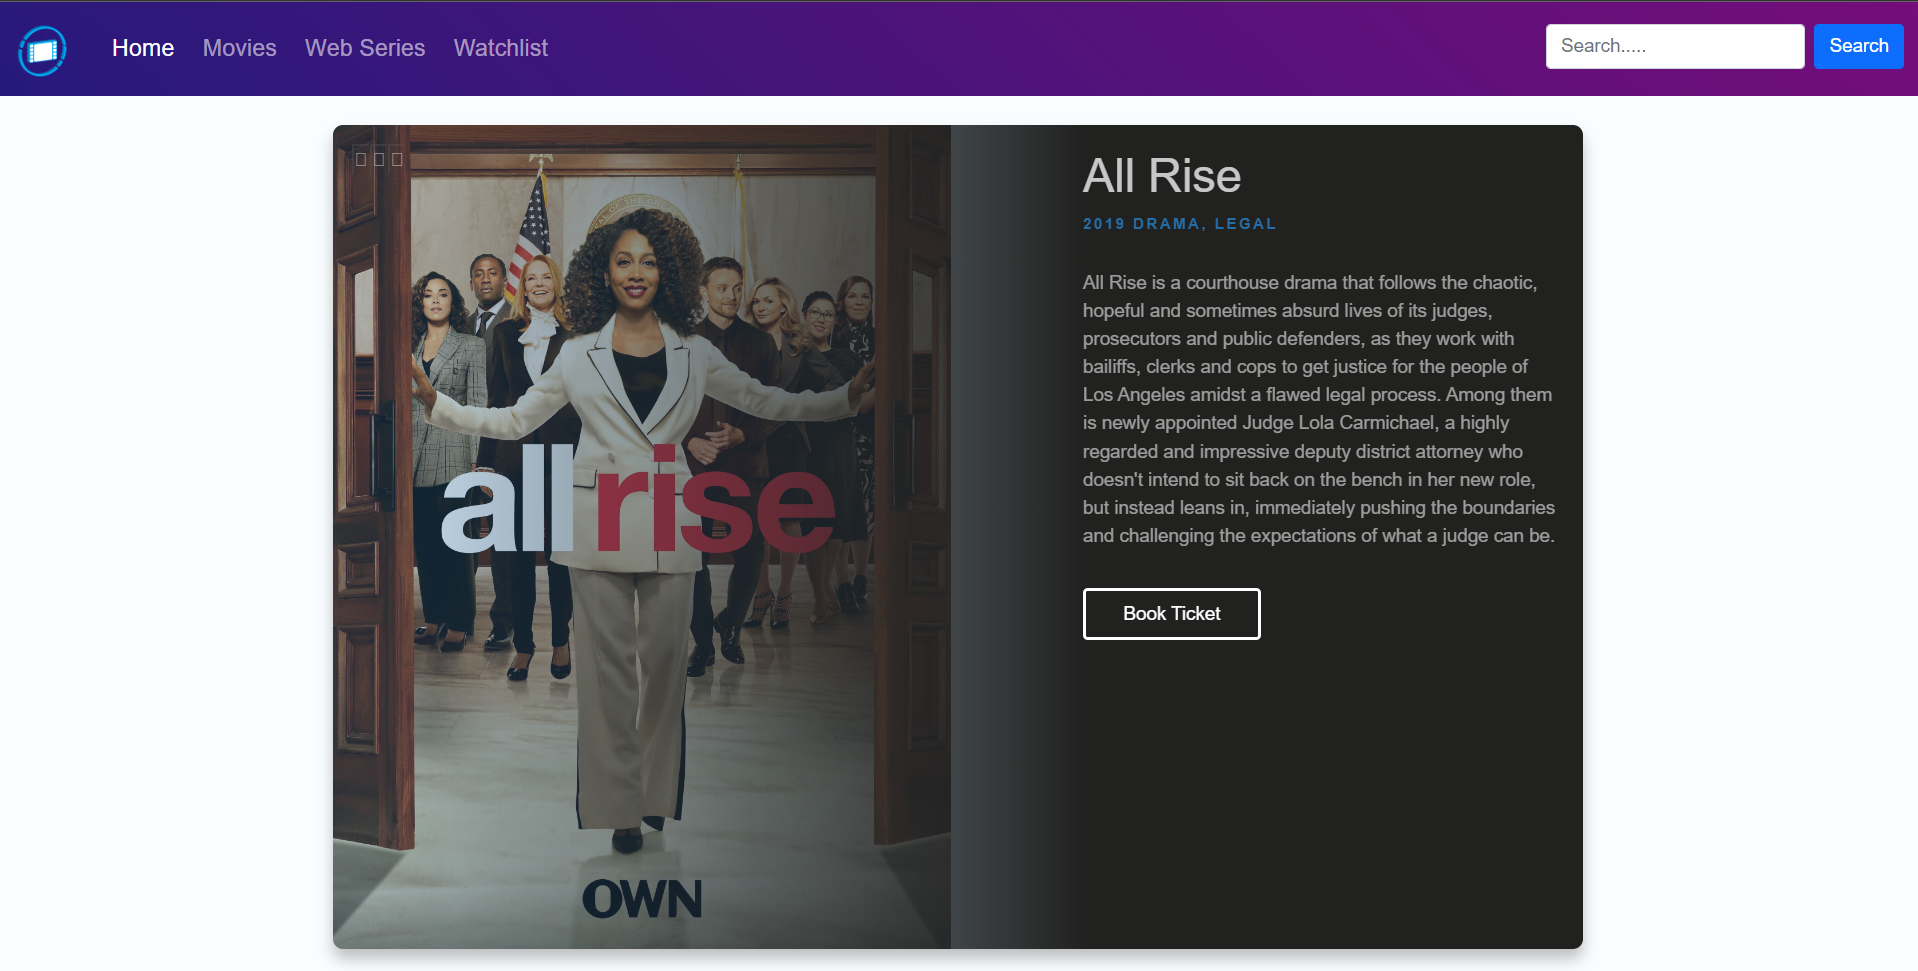 Home Movies Web Series Watchlist Search..... Search
all rise
OWN
All Rise
2019 DRAMA, LEGAL
All Rise is a courthouse drama that follows the chaotic,
hopeful and sometimes absurd lives of its judges,
prosecutors and public defenders, as they work with
bailiffs, clerks and cops to get justice for the people of
Los Angeles amidst a flawed legal process. Among them
is newly appointed Judge Lola Carmichael, a highly
regarded and impressive deputy district attorney who
doesn't intend to sit back on the bench in her new role,
but instead leans in, immediately pushing the boundaries
and challenging the expectations of what a judge can be.
Book Ticket